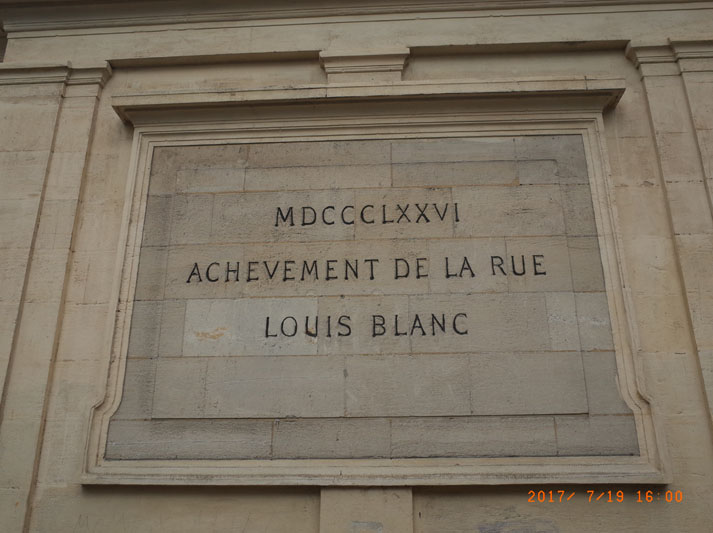 MDCCCLXXVI
ACHEVEMENT DE LA RUE
LOUIS BLANC
2017/ 7/19 16:00